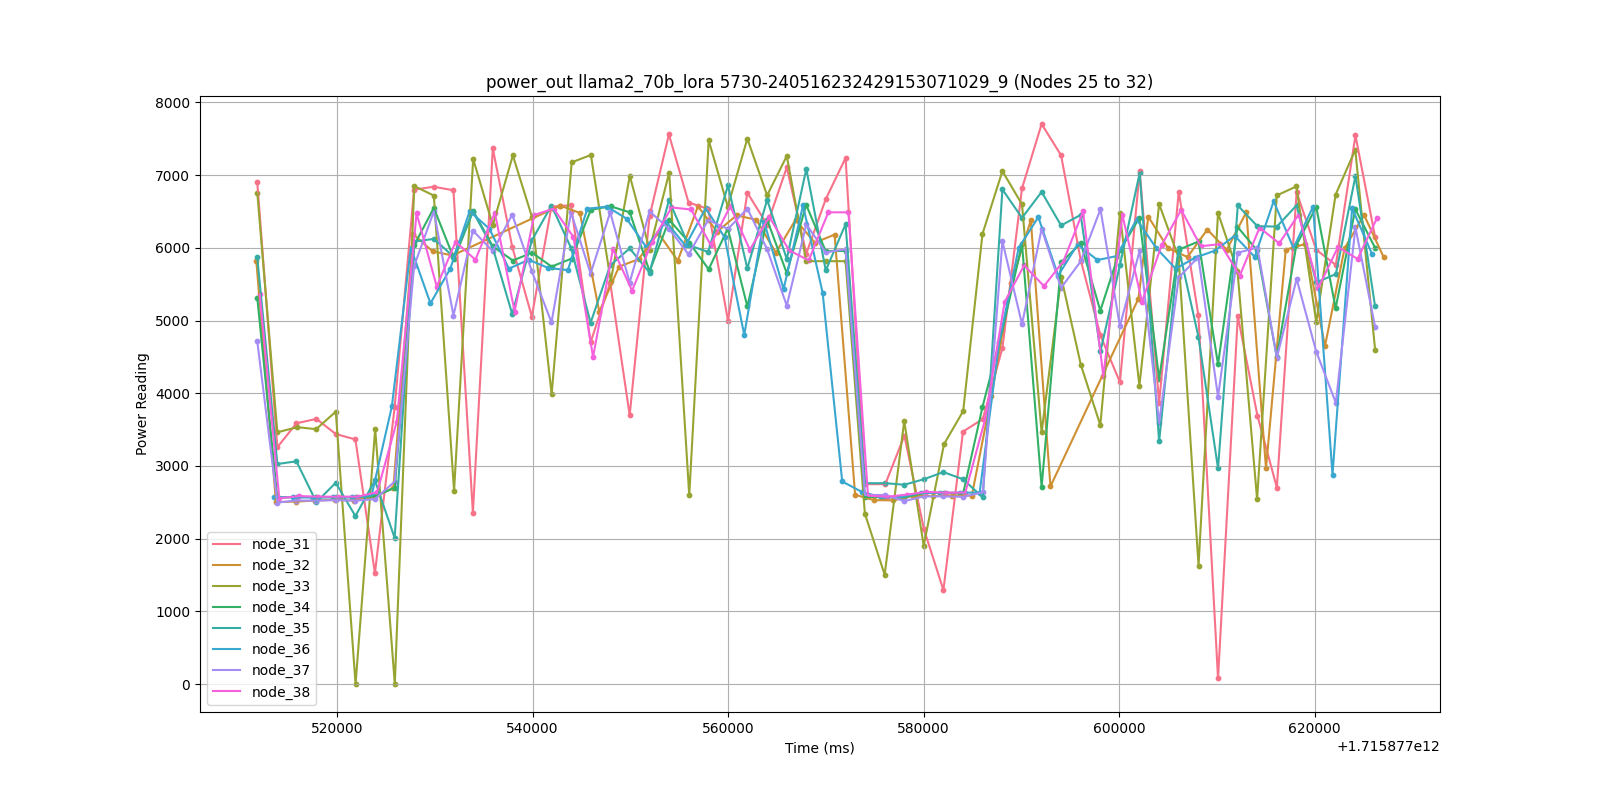 power_out llama2_70b_lora 5730-240516232429153071029_9 (Nodes 25 to 32)
8000
7000
6000
5000
4000
3000
2000
1000
0
Power Reading
node_31
node_32
node_33
node_34
node_35
node_36
node_37
node_38
520000 540000 560000 580000 600000 620000
Time (ms)
+1.715877e12